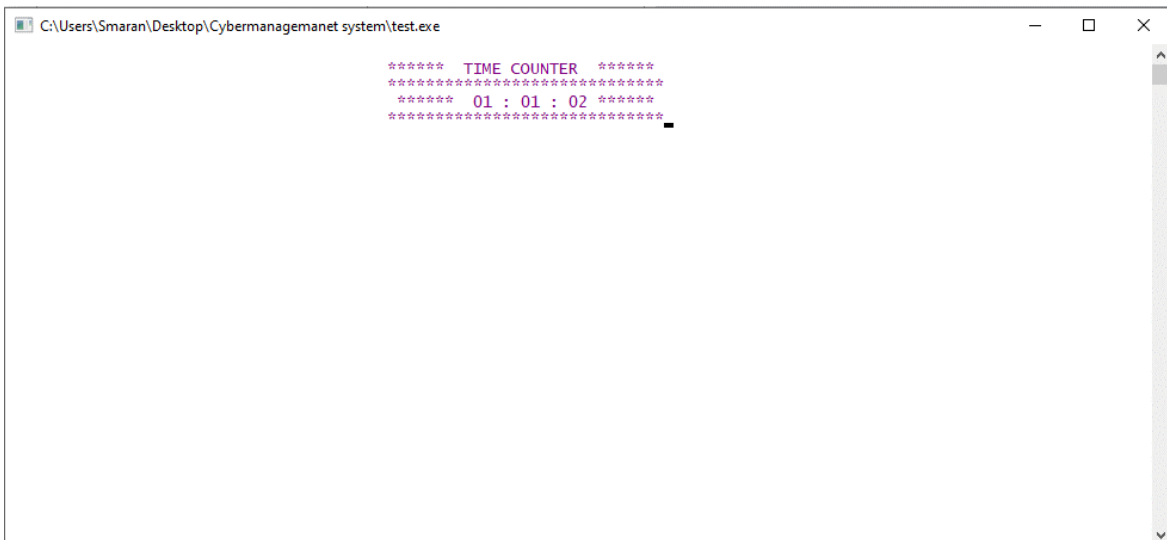 C:\Users\Smaran\Desktop\Cybermanagemanet system\test.exe
******  TIME COUNTER  ******
*****************************
******  01 : 01 : 02 ******
*****************************